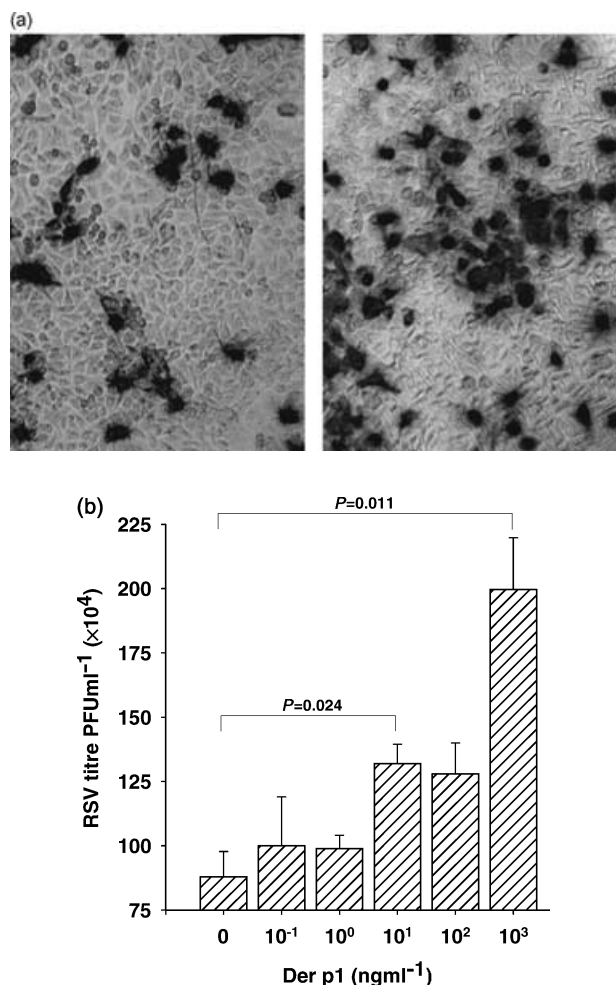 (a)
(b)
P=0.011
P=0.024
225
200
175
150
125
100
75
RSV titre PFUml⁻¹ (×10⁴)
0 10⁻¹ 10⁰ 10¹ 10² 10³
Der p1 (ngml⁻¹)